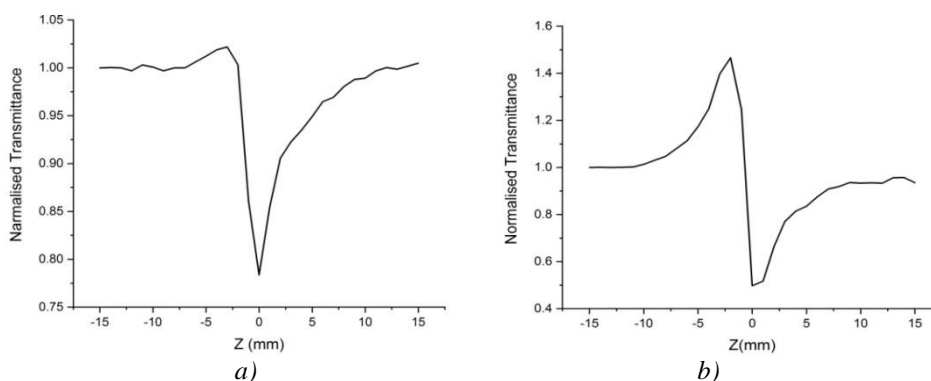 Narmalised Transmittance
1.05
1.00
0.95
0.90
0.85
0.80
0.75
-15 -10 -5 0 5 10 15
Z (mm)
a)
Normalised Transmittance
1.6
1.4
1.2
1.0
0.8
0.6
0.4
-15 -10 -5 0 5 10 15
Z(mm)
b)